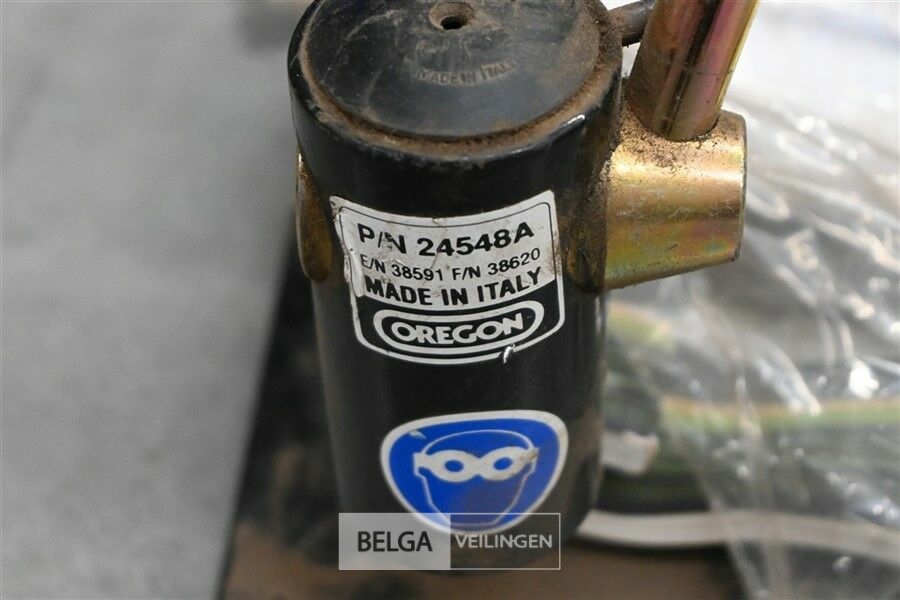 MADE IN ITALY
P/N 24548A
E/N 38591 F/N 38620
MADE IN ITALY
OREGON
BELGA VEILINGEN